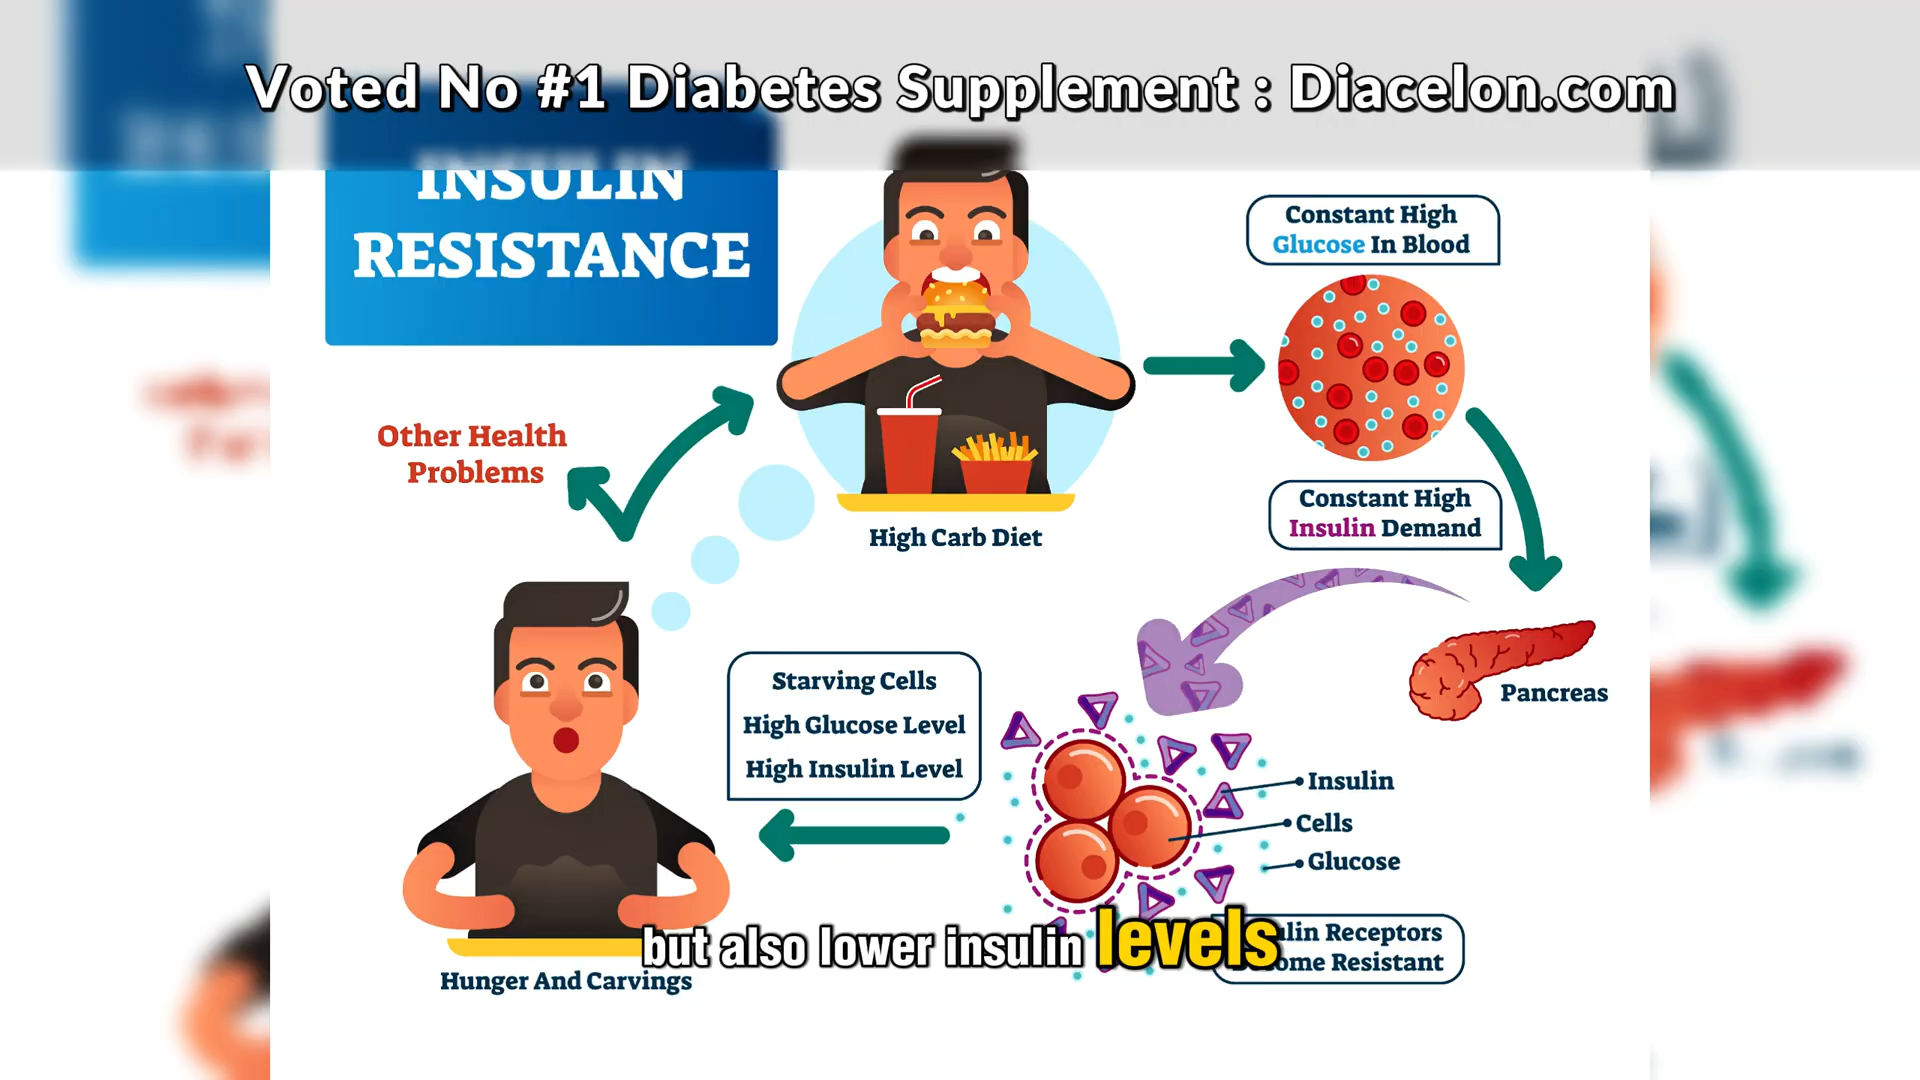 Voted No #1 Diabetes Supplement : Diacelon.com
INSULIN
RESISTANCE
Constant High
Glucose In Blood
Other Health
Problems
High Carb Diet
Constant High
Insulin Demand
Starving Cells
High Glucose Level
High Insulin Level
Pancreas
Insulin
Cells
Glucose
but also lower insulin levels
Receptors
Resistant
Hunger And Carvings